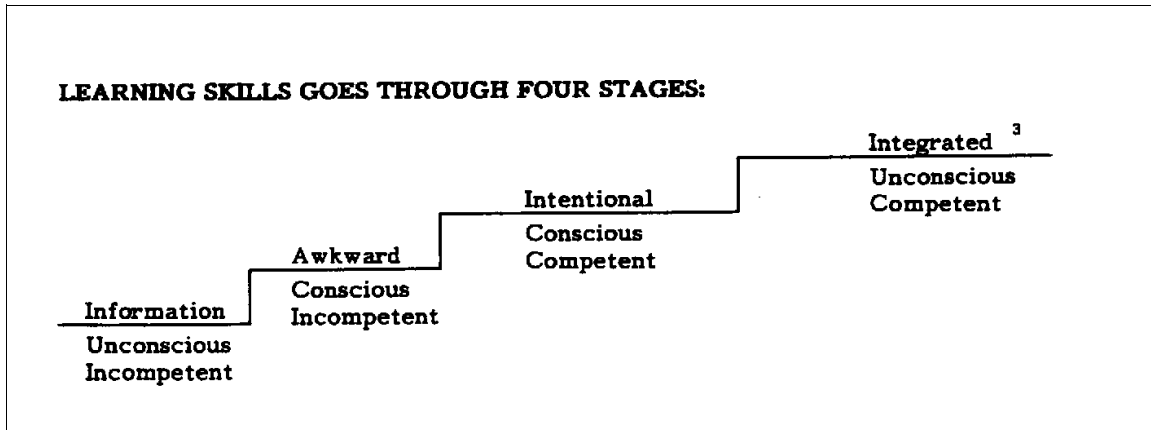 LEARNING SKILLS GOES THROUGH FOUR STAGES:
Integrated 3
Unconscious
Competent
Intentional
Conscious
Competent
Awkward
Conscious
Incompetent
Information
Unconscious
Incompetent